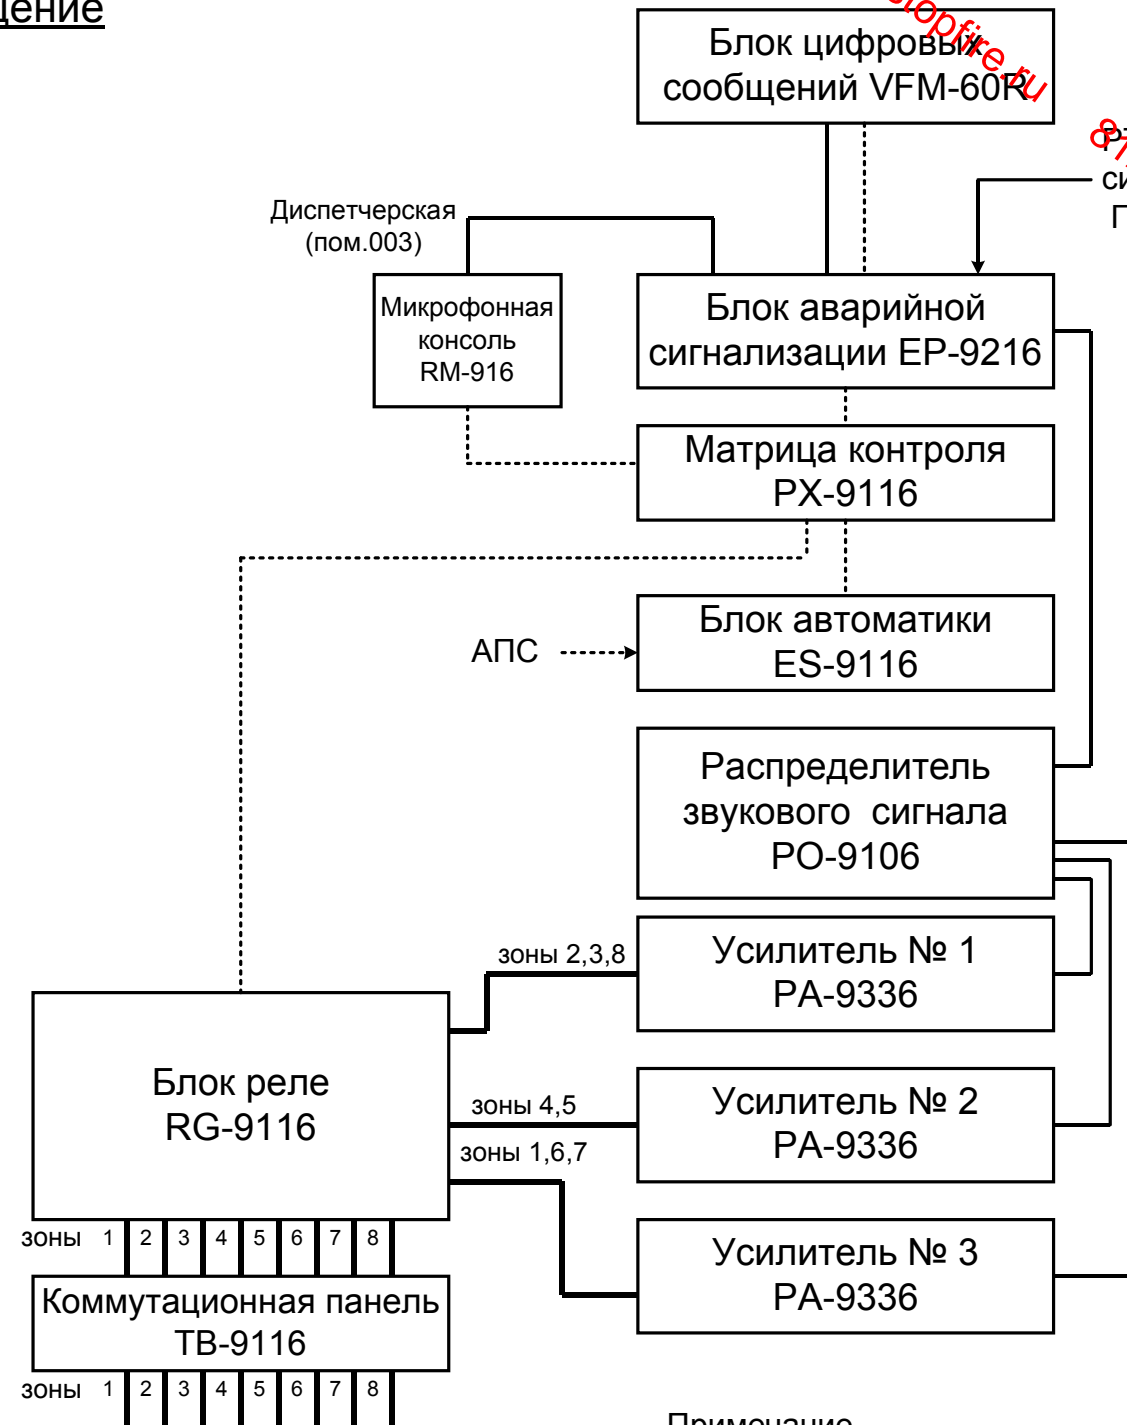 Блок цифровых
сообщений VFM-60R
Диспетчерская
(пом.003)
Микрофонная
консоль
RM-916
Блок аварийной
сигнализации EP-9216
Матрица контроля
PX-9116
АПС
Блок автоматики
ES-9116
Распределитель
звукового сигнала
PO-9106
зоны 2,3,8
Усилитель № 1
PA-9336
Блок реле
RG-9116
зоны 4,5
Усилитель № 2
PA-9336
зоны 1,6,7
Усилитель № 3
PA-9336
зоны 1 2 3 4 5 6 7 8
Коммутационная панель
TB-9116
зоны 1 2 3 4 5 6 7 8
Примечание